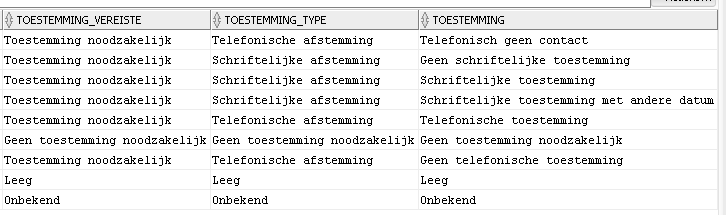 TOESTEMMING_VEREISTE TOESTEMMING_TYPE TOESTEMMING
Toestemming noodzakelijk Telefonische afstemming Telefonisch geen contact
Toestemming noodzakelijk Schriftelijke afstemming Geen schriftelijke toestemming
Toestemming noodzakelijk Schriftelijke afstemming Schriftelijke toestemming
Toestemming noodzakelijk Schriftelijke afstemming Schriftelijke toestemming met andere datum
Toestemming noodzakelijk Telefonische afstemming Telefonische toestemming
Geen toestemming noodzakelijk Geen toestemming noodzakelijk Geen toestemming noodzakelijk
Toestemming noodzakelijk Telefonische afstemming Geen telefonische toestemming
Leeg Leeg Leeg
Onbekend Onbekend Onbekend